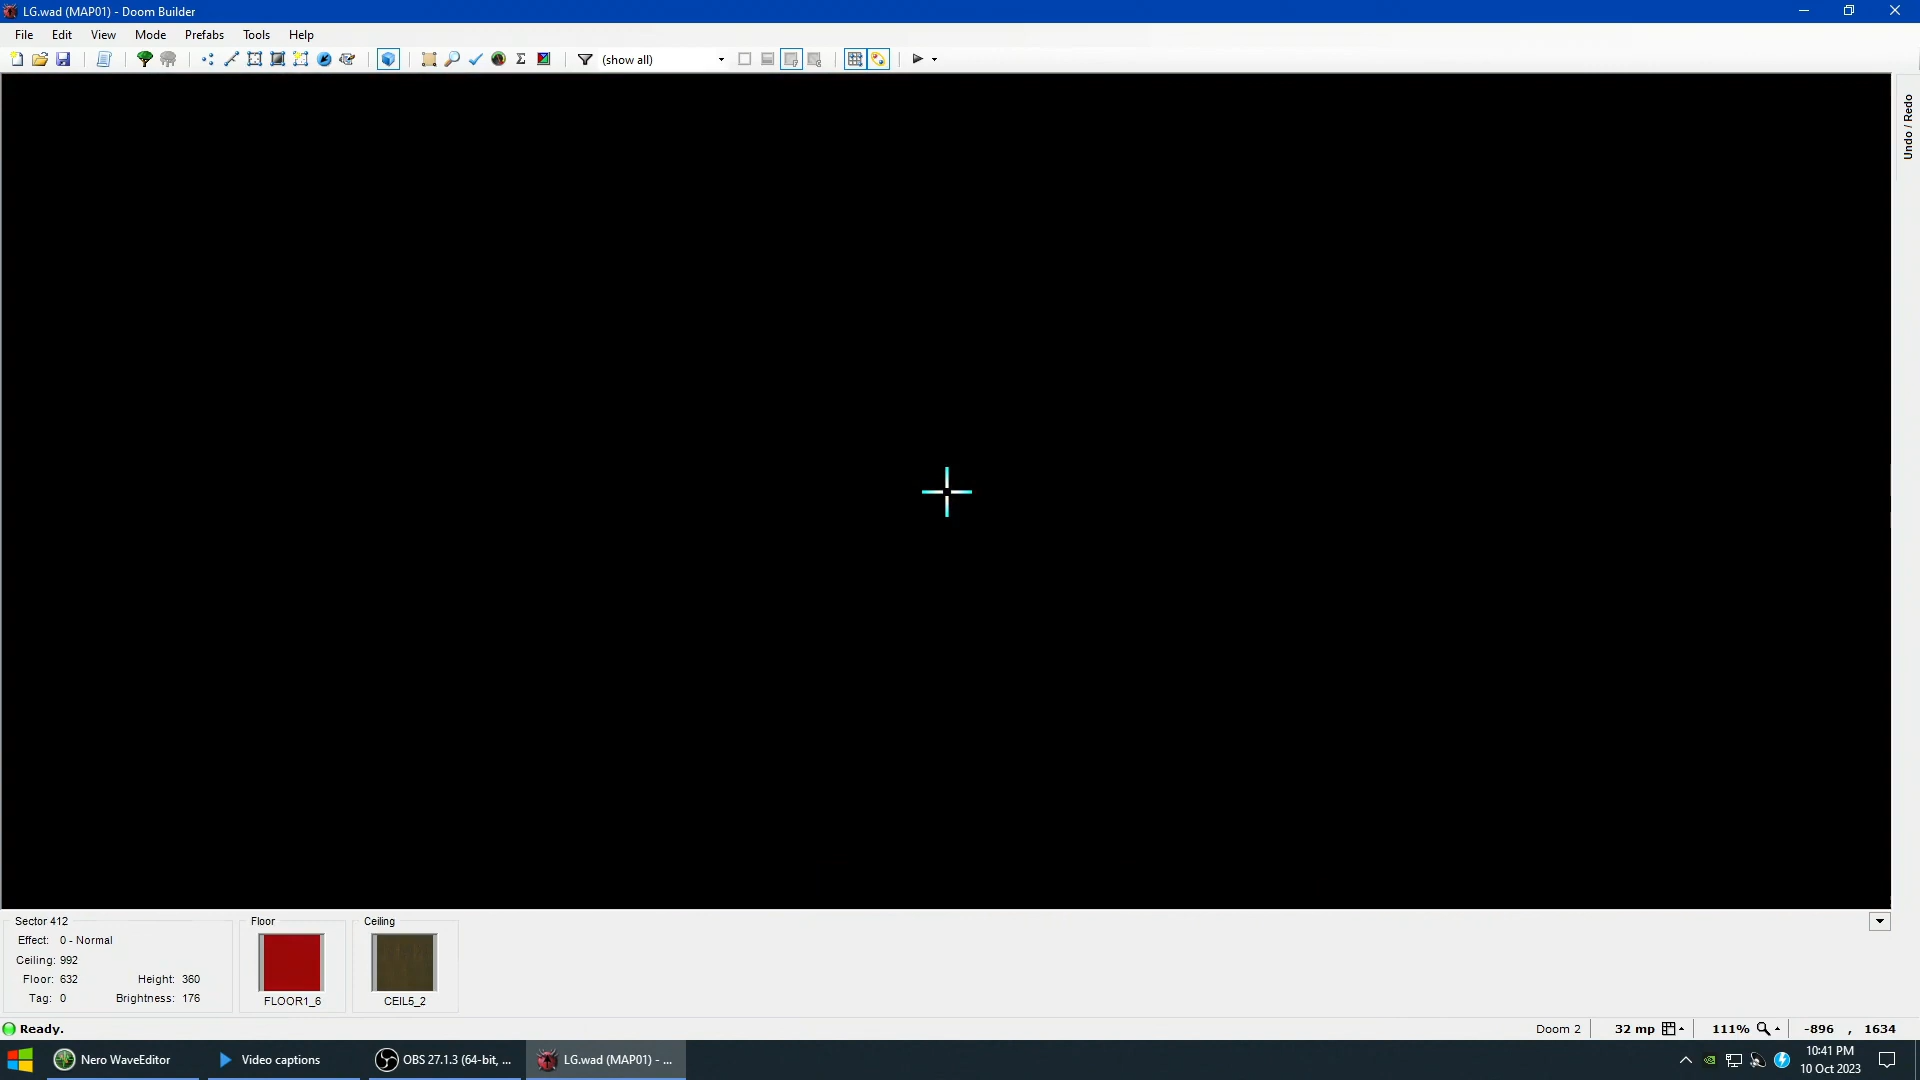 LG.wad (MAP01) - Doom Builder
File Edit View Mode Prefabs Tools Help
(show all)
Undo / Redo
Sector 412
Effect: 0 - Normal
Ceiling: 992
Floor: 632 Height: 360
Tag: 0 Brightness: 176
Floor
FLOOR1_6
Ceiling
CEIL5_2
Ready.
Doom 2 32 mp 111% -896 , 1634
Nero WaveEditor Video captions OBS 27.1.3 (64-bit, ... LG.wad (MAP01) - ...
10:41 PM
10 Oct 2023